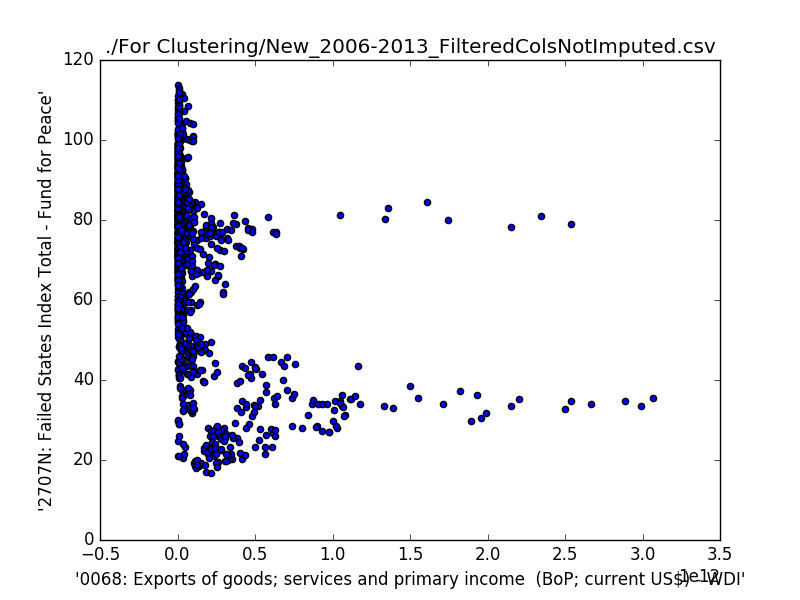 ./For Clustering/New_2006-2013_FilteredColsNotImputed.csv
120
100
80
60
40
20
0
'2707N: Failed States Index Total - Fund for Peace'
−0.5 0.0 0.5 1.0 1.5 2.0 2.5 3.0 3.5
1e12
'0068: Exports of goods; services and primary income  (BoP; current US$) - WDI'